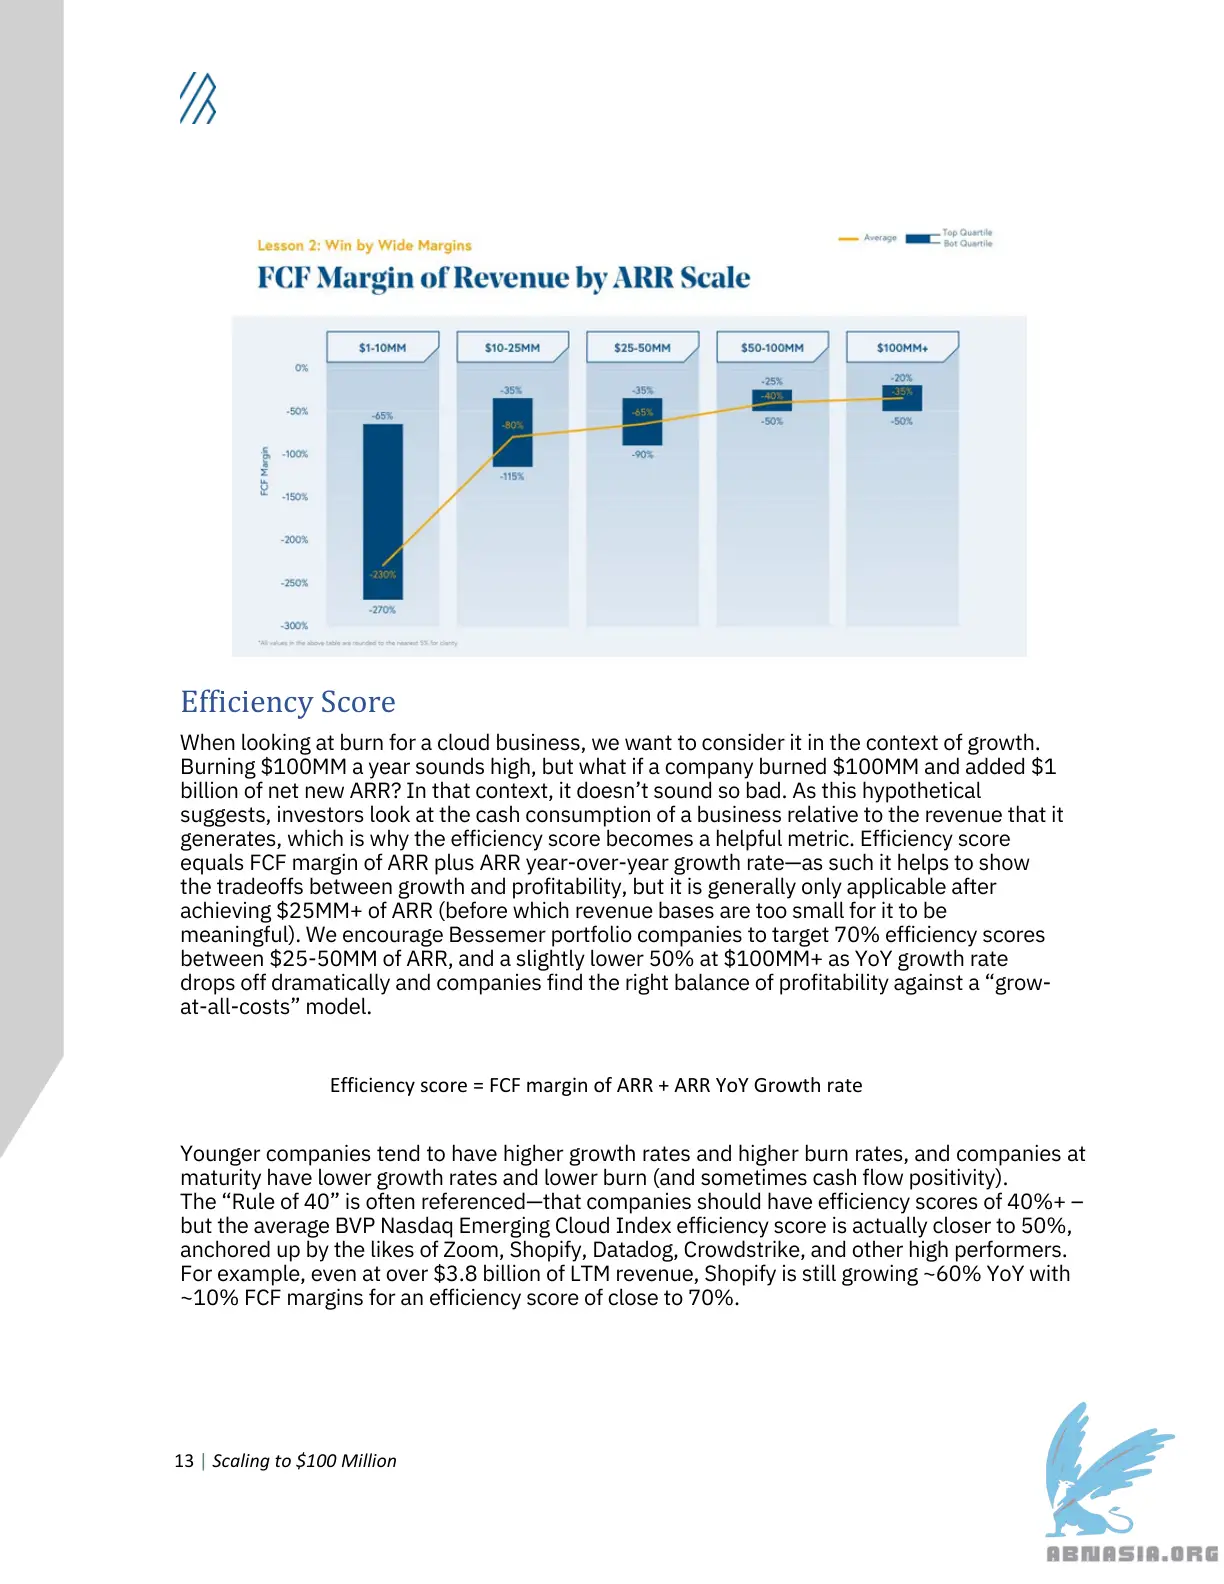 Lesson 2: Win by Wide Margins
Average
Top Quartile
Bot Quartile
FCF Margin of Revenue by ARR Scale
$1-10MM
$10-25MM
$25-50MM
$50-100MM
$100MM+
0%
-50%
-100%
-150%
-200%
-250%
-300%
FCF Margin
-65%
-230%
-270%
-35%
-80%
-115%
-35%
-65%
-90%
-25%
-40%
-50%
-20%
-35%
-50%
*All values in the above table are rounded to the nearest 5% for clarity
Efficiency Score
When looking at burn for a cloud business, we want to consider it in the context of growth.
Burning $100MM a year sounds high, but what if a company burned $100MM and added $1
billion of net new ARR? In that context, it doesn’t sound so bad. As this hypothetical
suggests, investors look at the cash consumption of a business relative to the revenue that it
generates, which is why the efficiency score becomes a helpful metric. Efficiency score
equals FCF margin of ARR plus ARR year-over-year growth rate—as such it helps to show
the tradeoffs between growth and profitability, but it is generally only applicable after
achieving $25MM+ of ARR (before which revenue bases are too small for it to be
meaningful). We encourage Bessemer portfolio companies to target 70% efficiency scores
between $25-50MM of ARR, and a slightly lower 50% at $100MM+ as YoY growth rate
drops off dramatically and companies find the right balance of profitability against a “grow-
at-all-costs” model.
Efficiency score = FCF margin of ARR + ARR YoY Growth rate
Younger companies tend to have higher growth rates and higher burn rates, and companies at
maturity have lower growth rates and lower burn (and sometimes cash flow positivity).
The “Rule of 40” is often referenced—that companies should have efficiency scores of 40%+ –
but the average BVP Nasdaq Emerging Cloud Index efficiency score is actually closer to 50%,
anchored up by the likes of Zoom, Shopify, Datadog, Crowdstrike, and other high performers.
For example, even at over $3.8 billion of LTM revenue, Shopify is still growing ~60% YoY with
~10% FCF margins for an efficiency score of close to 70%.
13 | Scaling to $100 Million
ABNASIA.ORG